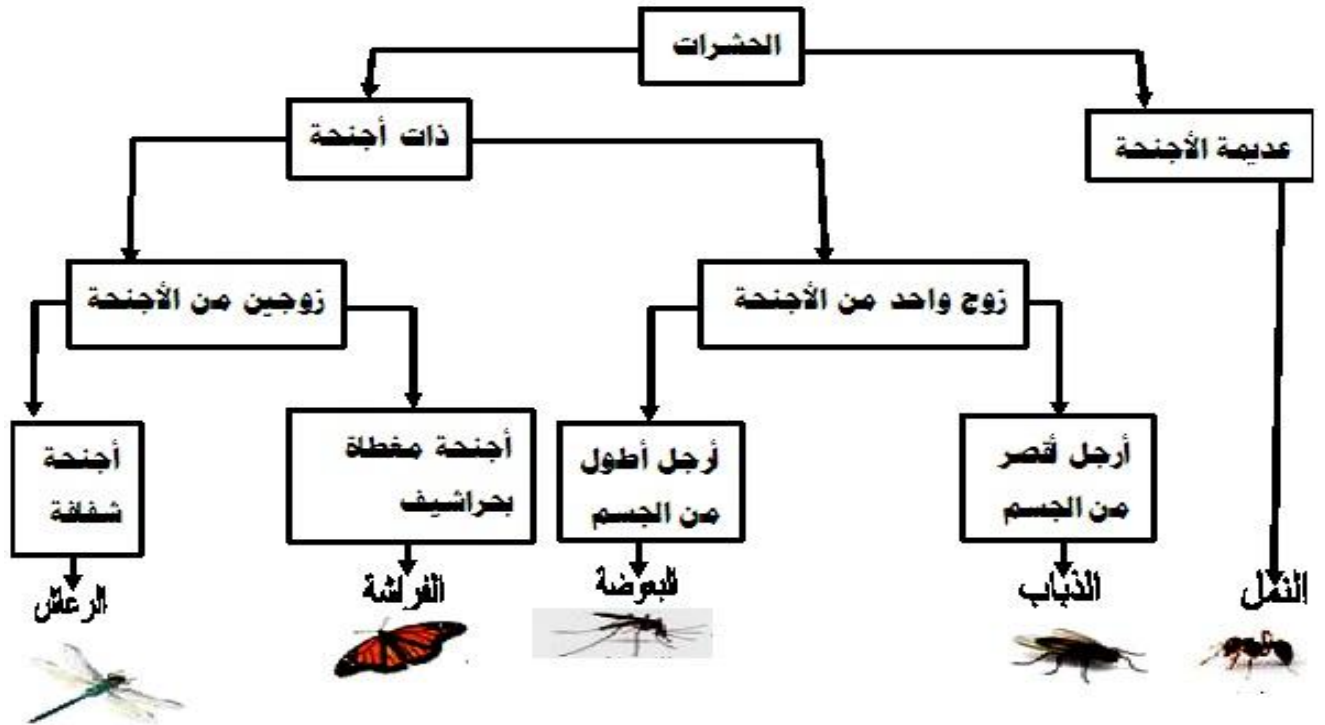 الحشرات
ذات أجنحة
عديمة الأجنحة
زوج واحد من الأجنحة
زوجين من الأجنحة
أرجل أقصر
من الجسم
أرجل أطول
من الجسم
أجنحة مغطاة
بحراشيف
أجنحة
شفافة
النمل
الذباب
البعوضة
الفراشة
الرعاش